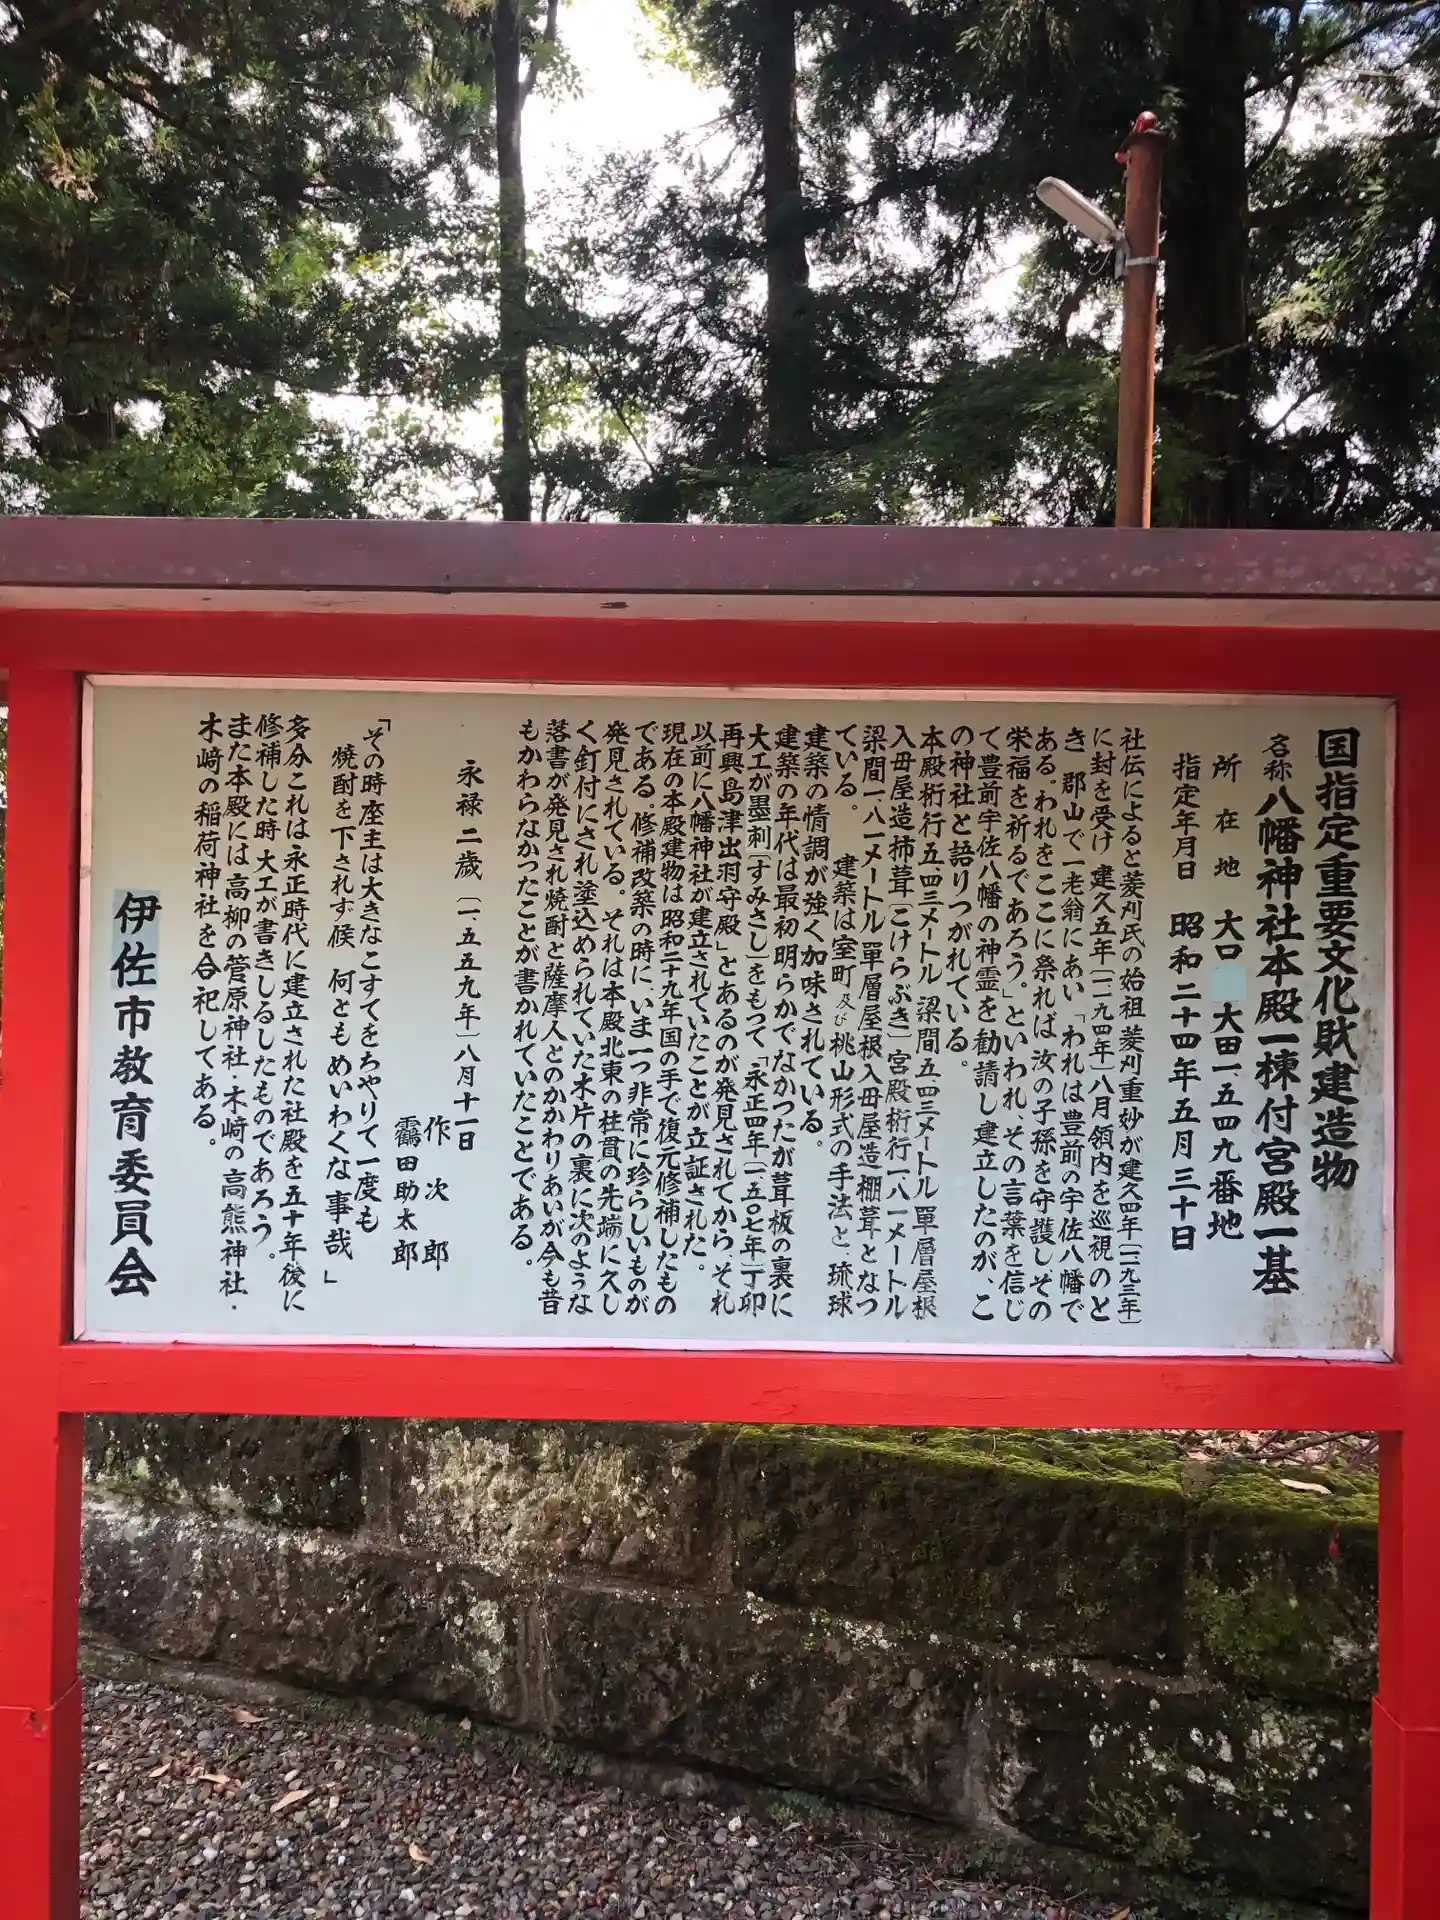 国指定重要文化財建造物
名称 八幡神社本殿一棟付宮殿一基
所在地 大口 大田一、五四九番地
指定年月日 昭和二十四年五月三十日
社伝によると菱刈氏の始祖菱刈重妙が建久四年〔一一九三年〕
に封を受け 建久五年〔一一九四年〕八月領内を巡視のと
き 郡山で一老翁にあい「われは豊前の宇佐八幡で
ある。われをここに祭れば汝の子孫を守護し、その
栄福を祈るであろう。」といわれ、その言葉を信じ
て豊前宇佐八幡の神霊を勧請し建立したのが、こ
の神社と語りつがれている。
本殿桁行五、四三メートル 梁間五、四三メートル 單層屋根
入母屋造柿葺〔こけらぶき〕宮殿桁行一、八一メートル
梁間一、八一メートル 單層屋根入母屋造棚葺となつ
ている。 建築は室町及び桃山形式の手法と、琉球
建築の情調が強く加味されている。
建築の年代は最初明らかでなかつたが葺板の裏に
大工が墨刺〔すみさし〕をもって「永正四年〔一、五〇七年〕丁卯
再興島津出羽守殿」とあるのが発見されてから、それ
以前に八幡神社が建立されていたことが立証された。
現在の本殿建物は昭和二十九年国の手で復元修補したもの
である。修補改築の時に、いま一つ非常に珍らしいものが
発見されている。それは本殿北東の柱貫の先端に久し
く釘付にされ塗込められていた木片の裏に次のような
落書が発見され焼酎と薩摩人とのかかわりあいが今も昔
もかわらなかったことが書かれていたことである。
永禄二歳〔一、五五九年〕八月十一日
作次郎
靏田助太郎
「その時座主は大きなこすてをちやりて一度も
焼酎を下されず候 何ともめいわくな事哉」
多分これは永正時代に建立された社殿を五十年後に
修補した時大工が書きしるしたものであろう。
また本殿には高柳の菅原神社・木﨑の高熊神社・
木﨑の稲荷神社を合祀してある。
伊佐市教育委員会